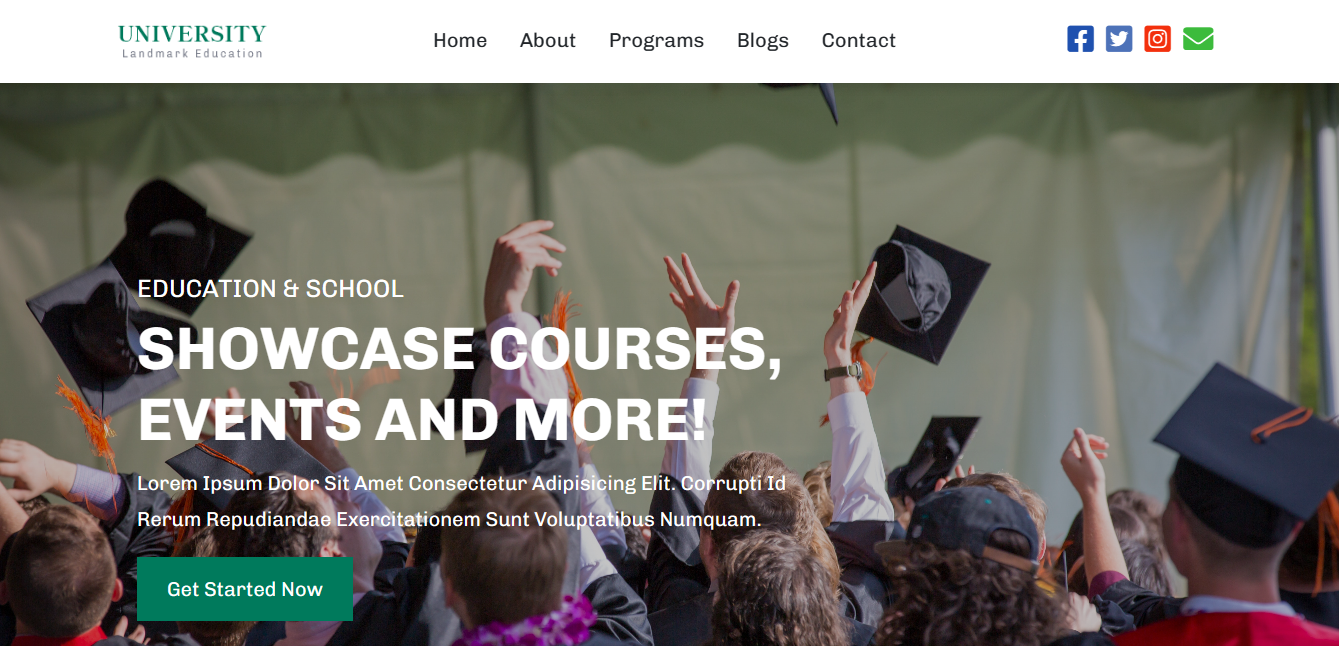 UNIVERSITY
Landmark Education
Home About Programs Blogs Contact
EDUCATION & SCHOOL
SHOWCASE COURSES,
EVENTS AND MORE!
Lorem Ipsum Dolor Sit Amet Consectetur Adipisicing Elit. Corrupti Id
Rerum Repudiandae Exercitationem Sunt Voluptatibus Numquam.
Get Started Now